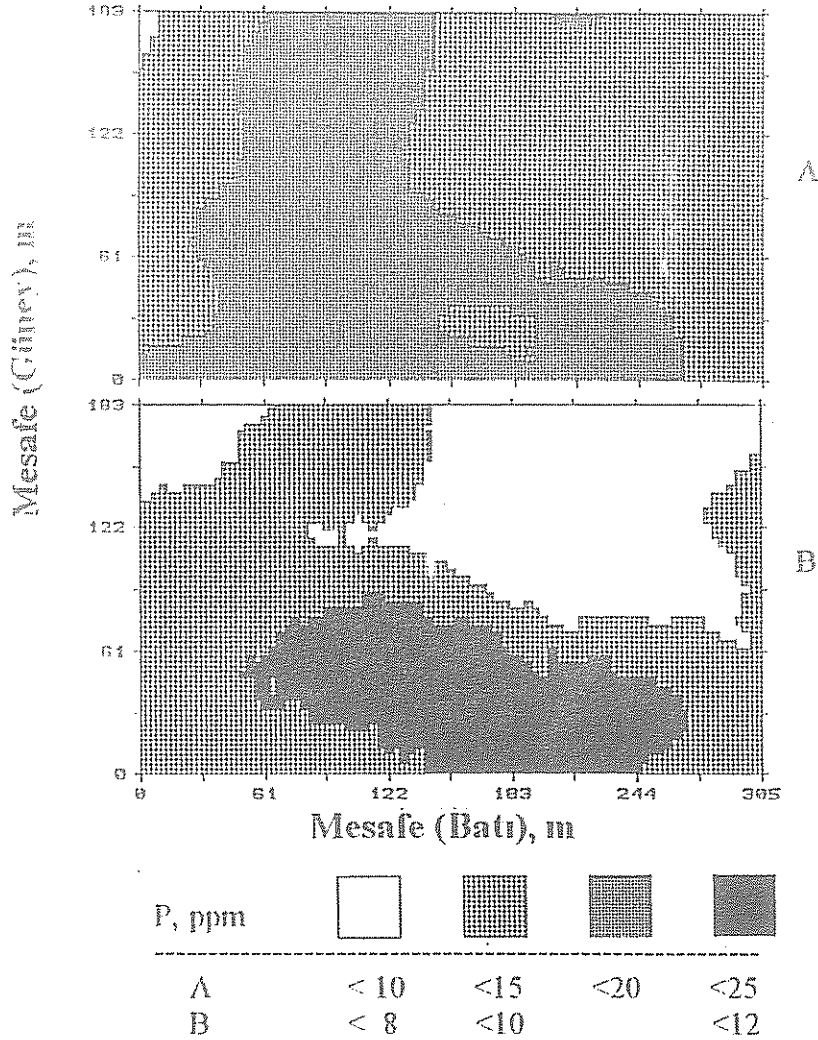 183
122
61
0
A
Mesafe (Güney), m
183
122
61
0
B
0 61 122 183 244 305
Mesafe (Batı), m
P, ppm
A < 10 <15 <20 <25
B < 8 <10 <12